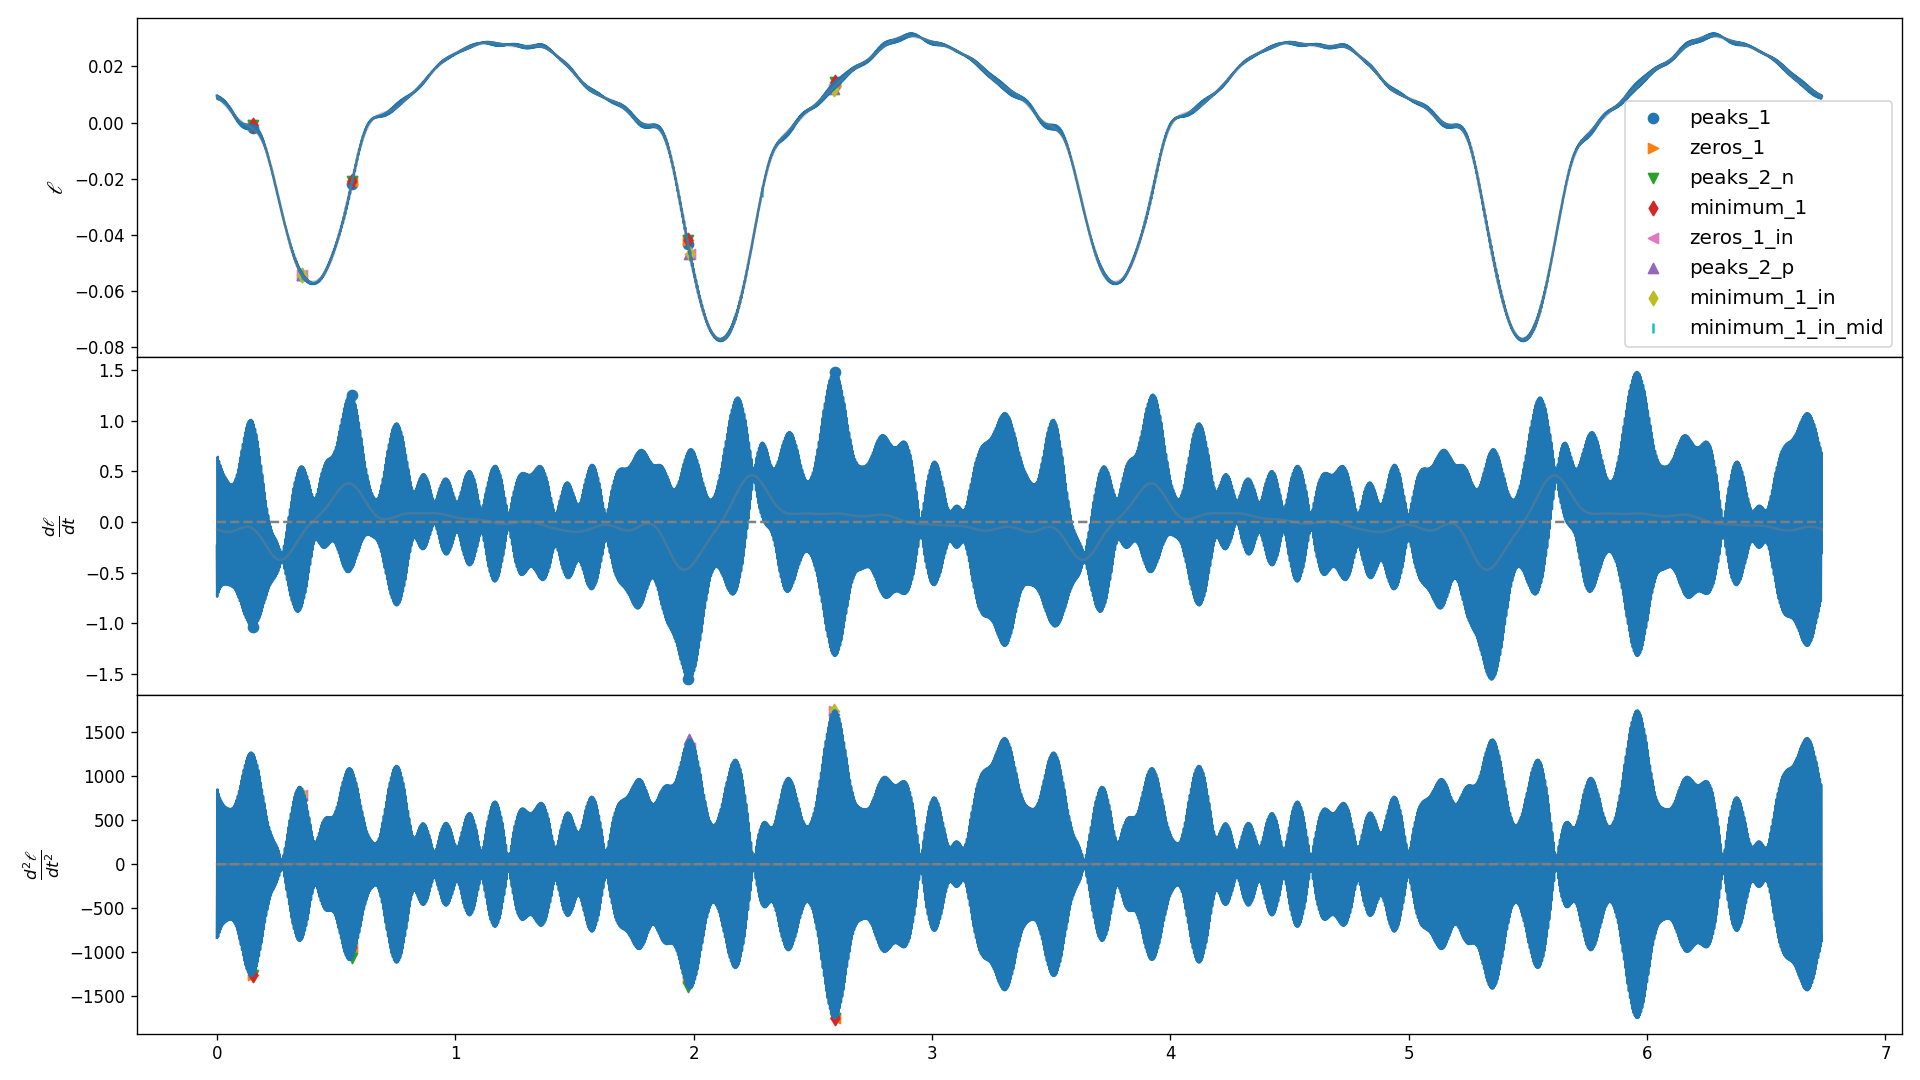 0.02
0.00
−0.02
−0.04
−0.06
−0.08
ℓ
peaks_1
zeros_1
peaks_2_n
minimum_1
zeros_1_in
peaks_2_p
minimum_1_in
minimum_1_in_mid
1.5
1.0
0.5
0.0
−0.5
−1.0
−1.5
dℓ/dt
1500
1000
500
0
−500
−1000
−1500
d²ℓ/dt²
0 1 2 3 4 5 6 7